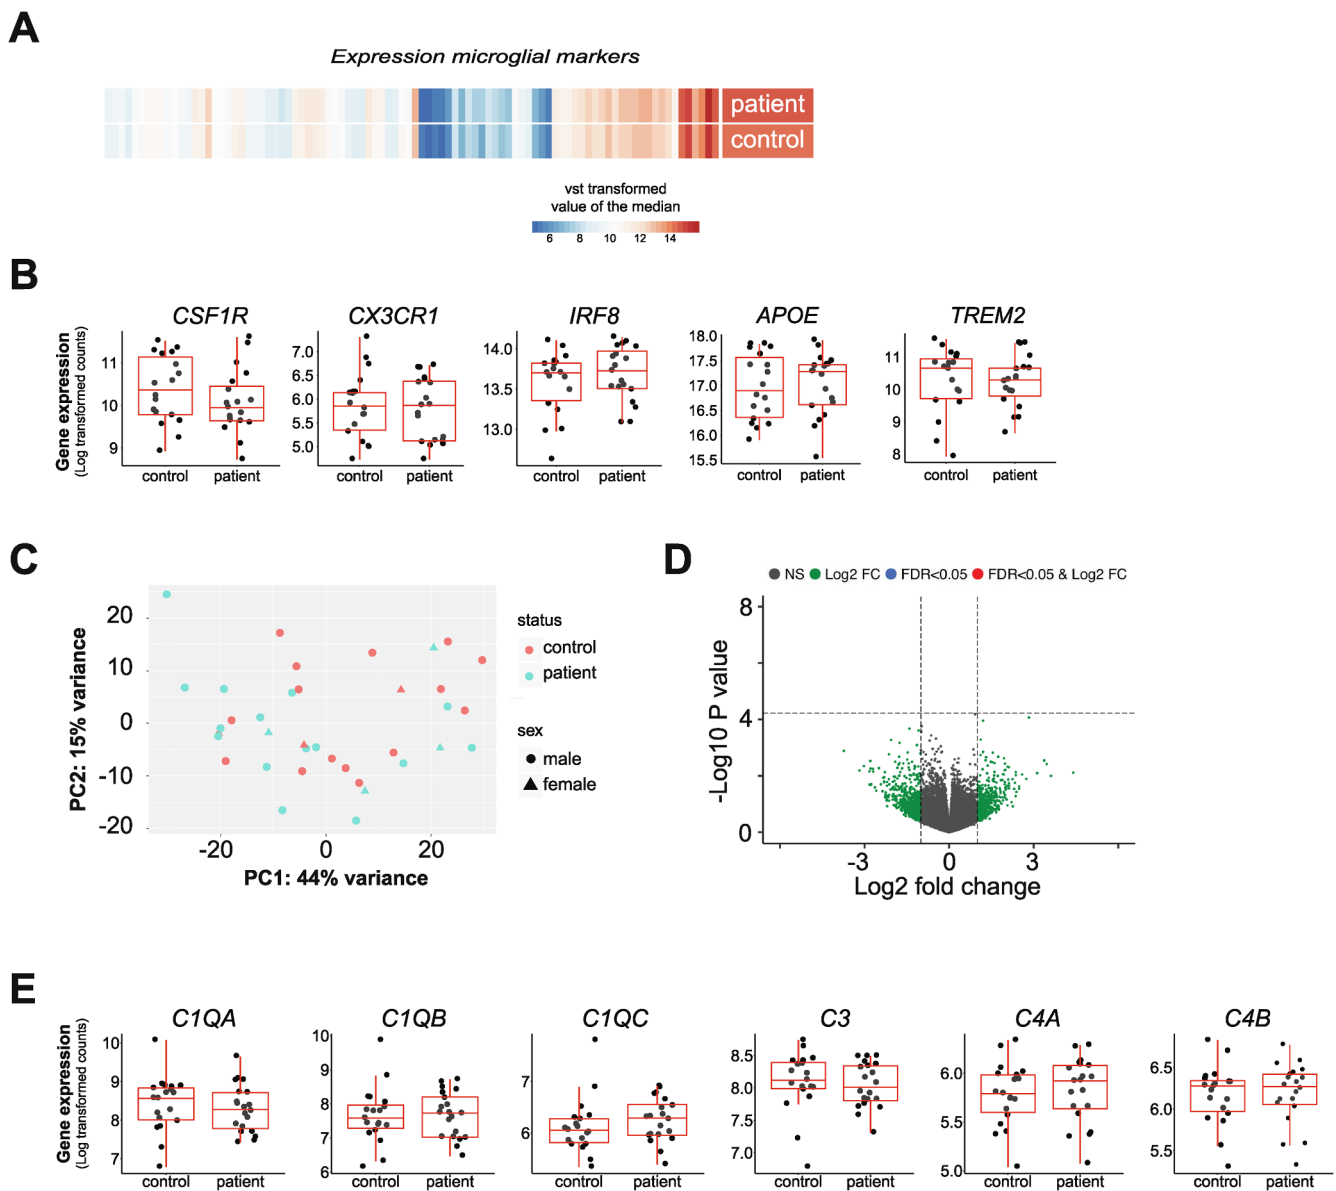 A
Expression microglial markers
patient
control
vst transformed
value of the median
6 8 10 12 14
B
Gene expression
(Log transformed counts)
CSF1R
11
10
9
control patient
CX3CR1
7.0
6.5
6.0
5.5
5.0
control patient
IRF8
14.0
13.5
13.0
control patient
APOE
18.0
17.5
17.0
16.5
16.0
15.5
control patient
TREM2
11
10
9
8
control patient
C
PC2: 15% variance
20
10
0
-10
-20
-20 0 20
PC1: 44% variance
status
control
patient
sex
male
female
D
NS Log2 FC FDR<0.05 FDR<0.05 & Log2 FC
-Log10 P value
8
4
0
-3 0 3
Log2 fold change
E
Gene expression
(Log transformed counts)
C1QA
10
9
8
7
control patient
C1QB
10
9
8
7
6
control patient
C1QC
7
6
control patient
C3
8.5
8.0
7.5
7.0
control patient
C4A
6.0
5.5
5.0
control patient
C4B
6.5
6.0
5.5
control patient